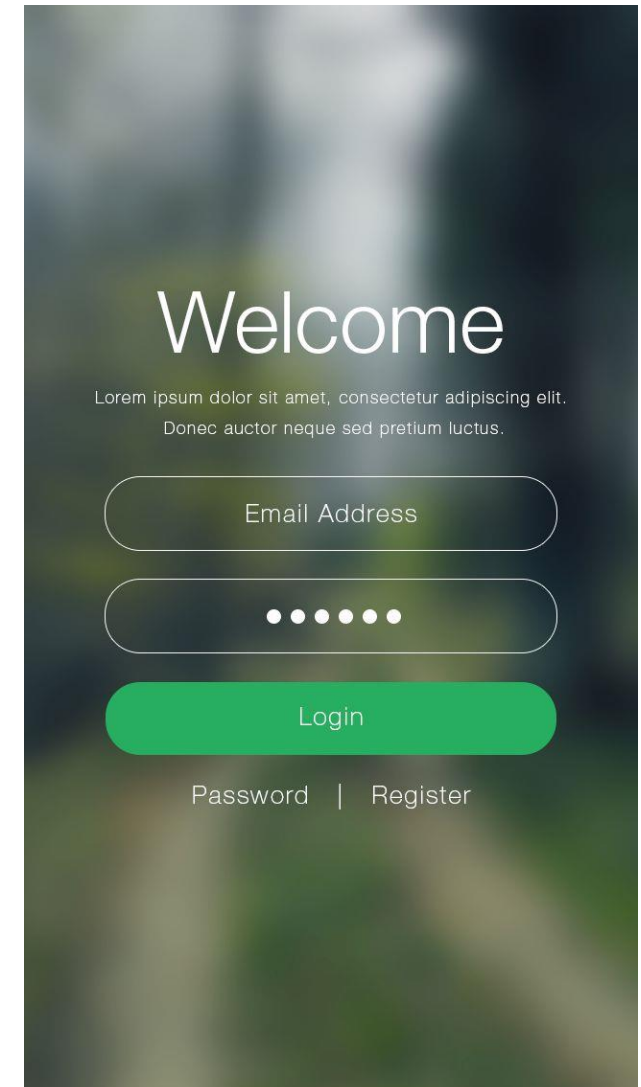 Welcome
Lorem ipsum dolor sit amet, consectetur adipiscing elit.
Donec auctor neque sed pretium luctus.
Email Address
●●●●●●
Login
Password | Register